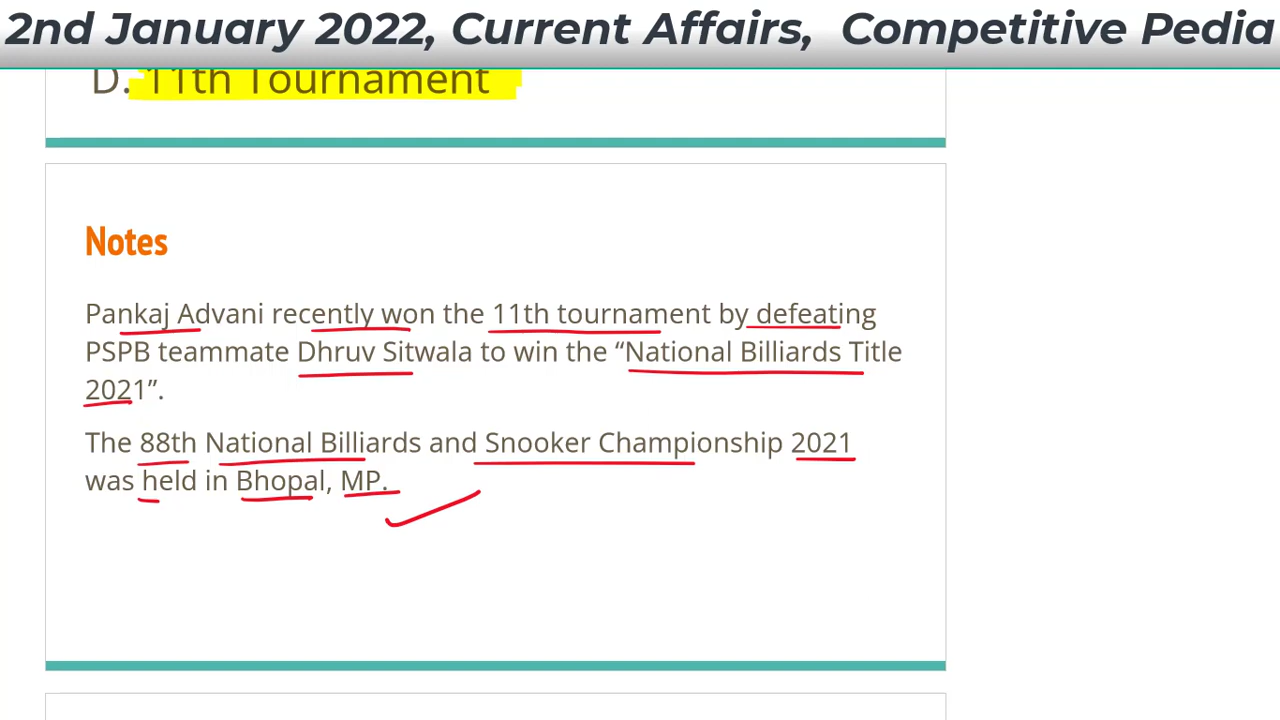 2nd January 2022, Current Affairs, Competitive Pedia
D. 11th Tournament
Notes
Pankaj Advani recently won the 11th tournament by defeating
PSPB teammate Dhruv Sitwala to win the “National Billiards Title
2021”.
The 88th National Billiards and Snooker Championship 2021
was held in Bhopal, MP.